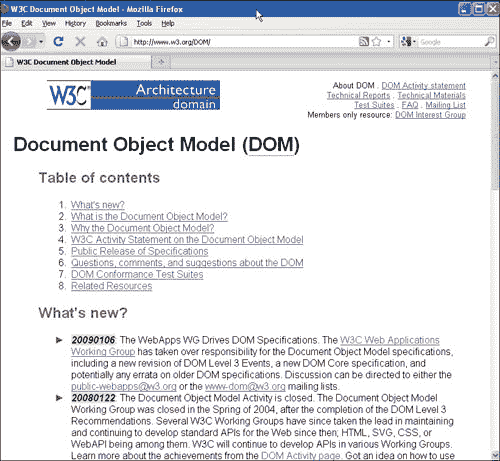 W3C Document Object Model - Mozilla Firefox
File Edit View History Bookmarks Tools Help
http://www.w3.org/DOM/
Google
W3C Document Object Model
W3C® Architecture
domain
About DOM . DOM Activity statement
Technical Reports . Technical Materials
Test Suites . FAQ . Mailing List
Members only resource: DOM Interest Group
Document Object Model (DOM)
Table of contents
1. What's new?
2. What is the Document Object Model?
3. Why the Document Object Model?
4. W3C Activity Statement on the Document Object Model
5. Public Release of Specifications
6. Questions, comments, and suggestions about the DOM
7. DOM Conformance Test Suites
8. Related Resources
What's new?
20090106: The WebApps WG Drives DOM Specifications. The W3C Web Applications
Working Group has taken over responsibility for the Document Object Model specifications,
including a new revision of DOM Level 3 Events, a new DOM Core specification, and
potentially any errata on older DOM specifications. Discussion can be directed to either the
public-webapps@w3.org or the www-dom@w3.org mailing lists.
20080122: The Document Object Model Activity is closed. The Document Object Model
Working Group was closed in the Spring of 2004, after the completion of the DOM Level 3
Recommendations. Several W3C Working Groups have since taken the lead in maintaining
and continuing to develop standard APIs for the Web since then; HTML, SVG, CSS, or
WebAPI being among them. W3C will continue to develop APIs in various Working Groups.
Learn more about the achievements from the DOM Activity page. Got an idea on how to use